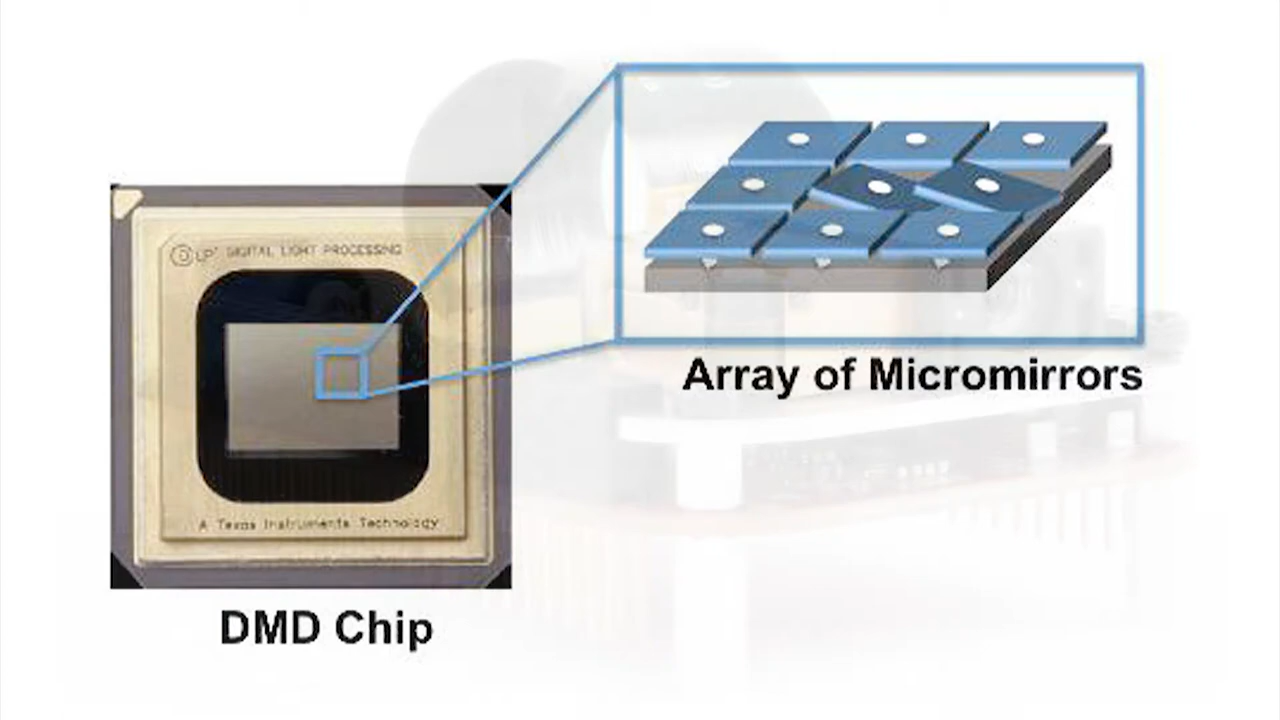 DLP DIGITAL LIGHT PROCESSING
A Texas Instruments Technology
DMD Chip
Array of Micromirrors